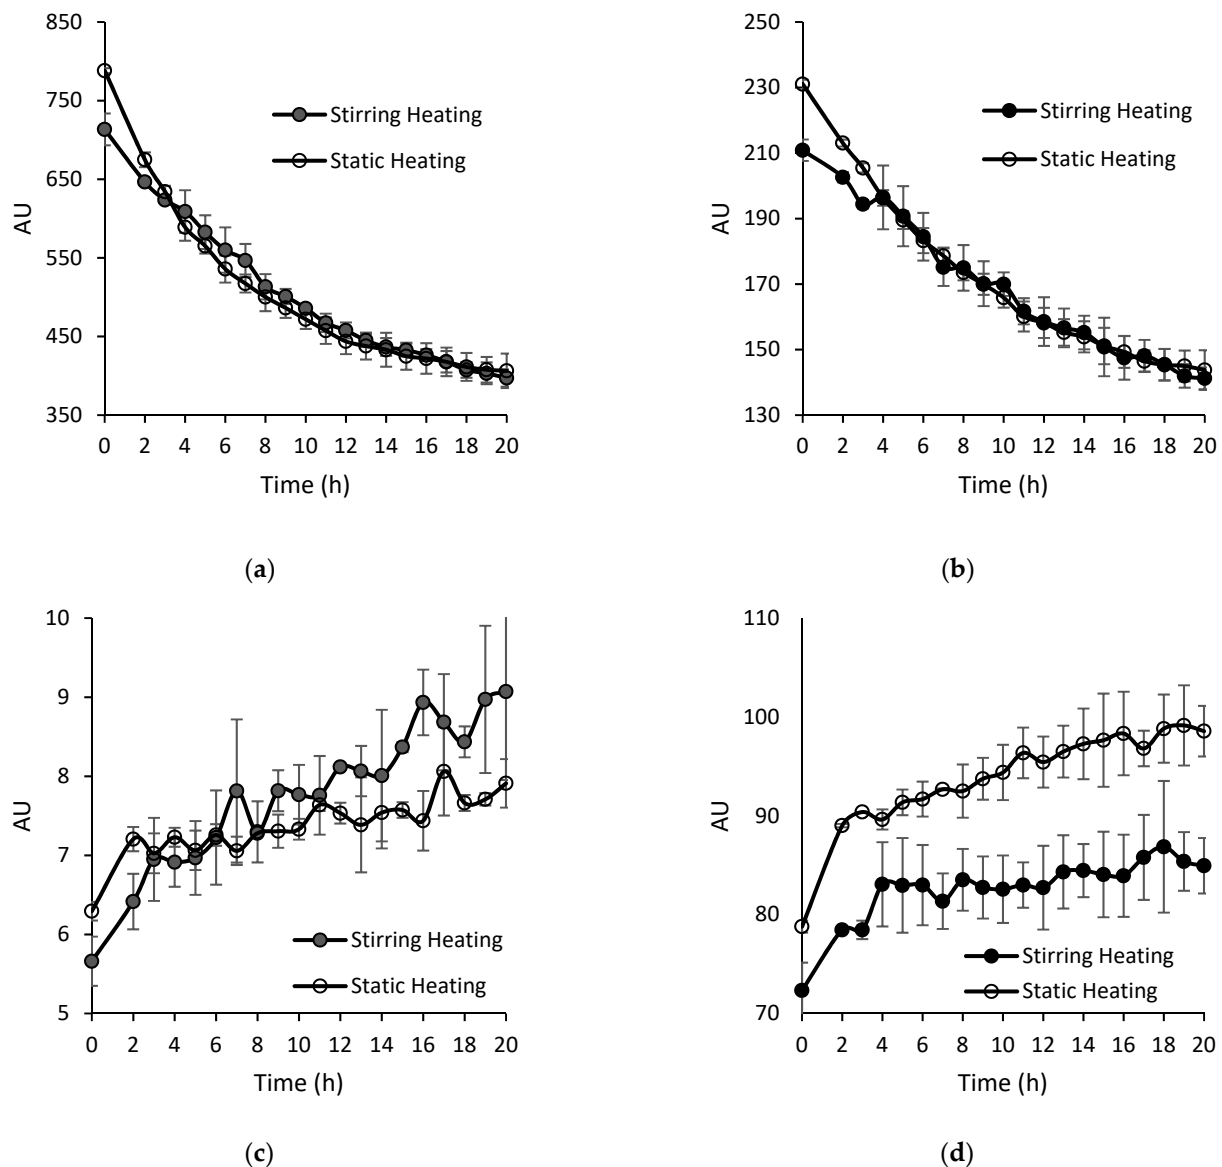 850
750
650
550
450
350
AU
Stirring Heating
Static Heating
0 2 4 6 8 10 12 14 16 18 20
Time (h)
(a)
250
230
210
190
170
150
130
AU
Stirring Heating
Static Heating
0 2 4 6 8 10 12 14 16 18 20
Time (h)
(b)
10
9
8
7
6
5
AU
Stirring Heating
Static Heating
0 2 4 6 8 10 12 14 16 18 20
Time (h)
(c)
110
100
90
80
70
AU
Stirring Heating
Static Heating
0 2 4 6 8 10 12 14 16 18 20
Time (h)
(d)